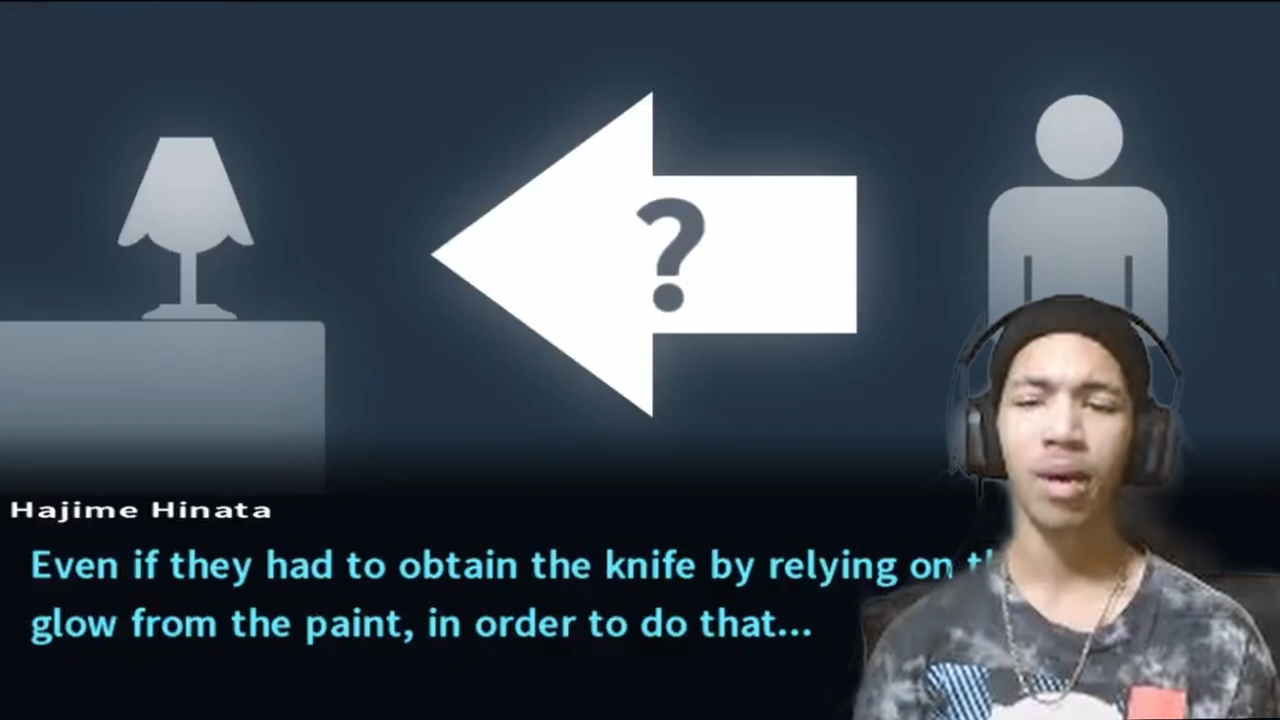 ?
Hajime Hinata
Even if they had to obtain the knife by relying on
glow from the paint, in order to do that...